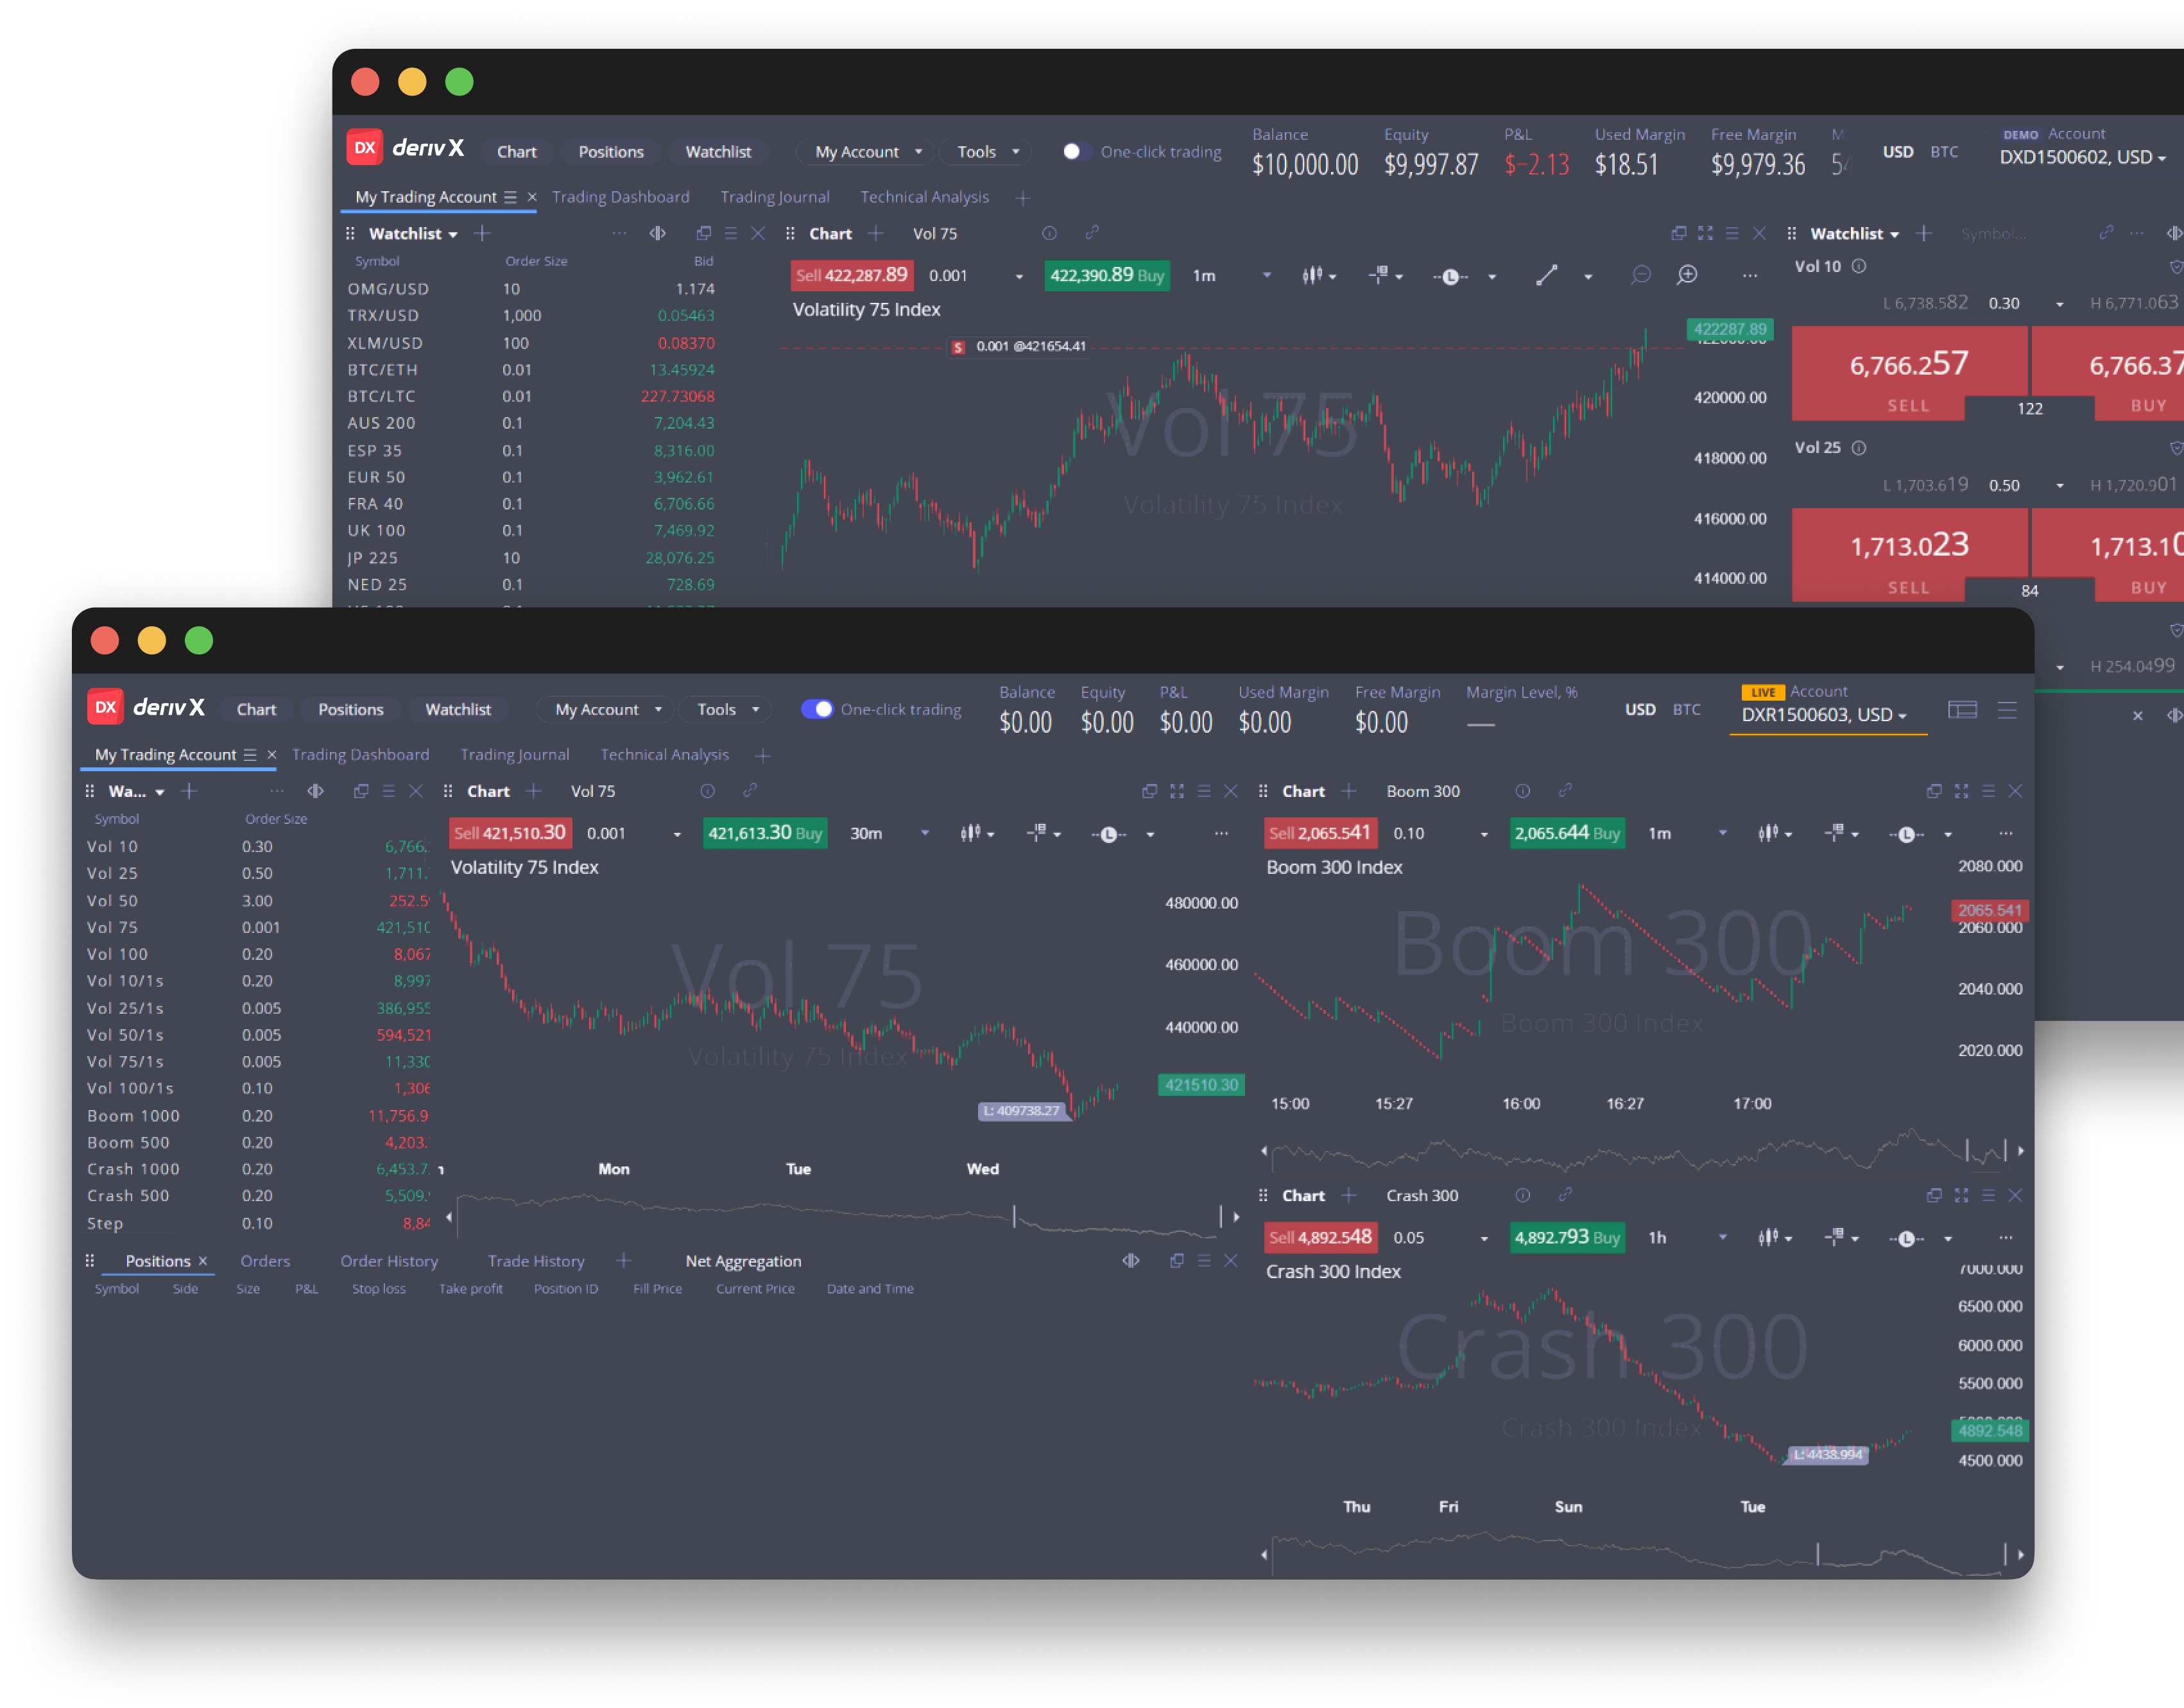 DX deriv X Chart Positions Watchlist My Account Tools One-click trading
Balance Equity P&L Used Margin Free Margin M
$10,000.00 $9,997.87 $-2.13 $18.51 $9,979.36
USD BTC
DEMO Account
DXD1500602, USD
My Trading Account Trading Dashboard Trading Journal Technical Analysis
Watchlist
Symbol Order Size Bid
OMG/USD 10 1.174
TRX/USD 1,000 0.05463
XLM/USD 100 0.08370
BTC/ETH 0.01 13.45924
BTC/LTC 0.01 227.73068
AUS 200 0.1 7,204.43
ESP 35 0.1 8,316.00
EUR 50 0.1 3,962.61
FRA 40 0.1 6,706.66
UK 100 0.1 7,469.92
JP 225 10 28,076.25
NED 25 0.1 728.69
Chart Vol 75
Sell 422,287.89 0.001 422,390.89 Buy 1m
Volatility 75 Index
S 0.001 @421654.41
Vol 75
Volatility 75 Index
422287.89
420000.00
418000.00
416000.00
414000.00
Watchlist Symbol...
Vol 10
L 6,738.582 0.30 H 6,771.063
6,766.257 6,766.37
SELL 122 BUY
Vol 25
L 1,703.619 0.50 H 1,720.901
1,713.023 1,713.10
SELL 84 BUY
H 254.0499
DX deriv X Chart Positions Watchlist My Account Tools One-click trading
Balance Equity P&L Used Margin Free Margin Margin Level, %
$0.00 $0.00 $0.00 $0.00 $0.00 —
USD BTC
LIVE Account
DXR1500603, USD
My Trading Account Trading Dashboard Trading Journal Technical Analysis
Wa...
Symbol Order Size
Vol 10 0.30 6,766.
Vol 25 0.50 1,711.
Vol 50 3.00 252.5
Vol 75 0.001 421,510
Vol 100 0.20 8,067
Vol 10/1s 0.20 8,997
Vol 25/1s 0.005 386,955
Vol 50/1s 0.005 594,521
Vol 75/1s 0.005 11,330
Vol 100/1s 0.10 1,306
Boom 1000 0.20 11,756.9
Boom 500 0.20 4,203.
Crash 1000 0.20 6,453.7
Crash 500 0.20 5,509.
Step 0.10 8,84
Chart Vol 75
Sell 421,510.30 0.001 421,613.30 Buy 30m
Volatility 75 Index
Vol 75
Volatility 75 Index
480000.00
460000.00
440000.00
421510.30
L: 409738.27
Mon Tue Wed
Chart Boom 300
Sell 2,065.541 0.10 2,065.644 Buy 1m
Boom 300 Index
Boom 300
Boom 300 Index
2080.000
2065.541
2060.000
2040.000
2020.000
15:00 15:27 16:00 16:27 17:00
Chart Crash 300
Sell 4,892.548 0.05 4,892.793 Buy 1h
Crash 300 Index
Crash 300
Crash 300 Index
7000.000
6500.000
6000.000
5500.000
4892.548
4500.000
L: 4438.994
Thu Fri Sun Tue
Positions Orders Order History Trade History Net Aggregation
Symbol Side Size P&L Stop loss Take profit Position ID Fill Price Current Price Date and Time